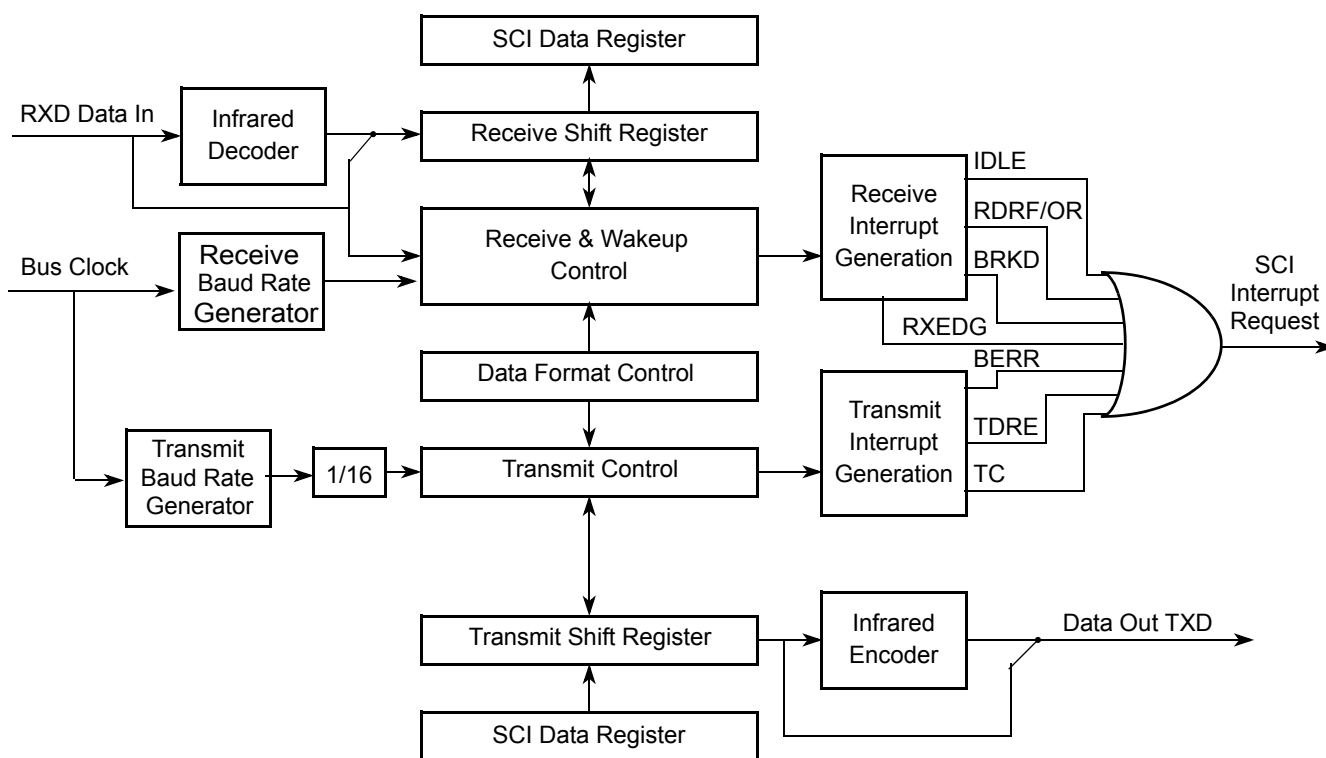 SCI Data Register
RXD Data In
Infrared
Decoder
Receive Shift Register
IDLE
Receive
Interrupt
Generation
RDRF/OR
BRKD
Receive & Wakeup
Control
Bus Clock
Receive
Baud Rate
Generator
SCI
Interrupt
Request
RXEDG
BERR
Data Format Control
Transmit
Interrupt
Generation
TDRE
TC
Transmit
Baud Rate
Generator
1/16
Transmit Control
Transmit Shift Register
Infrared
Encoder
Data Out TXD
SCI Data Register